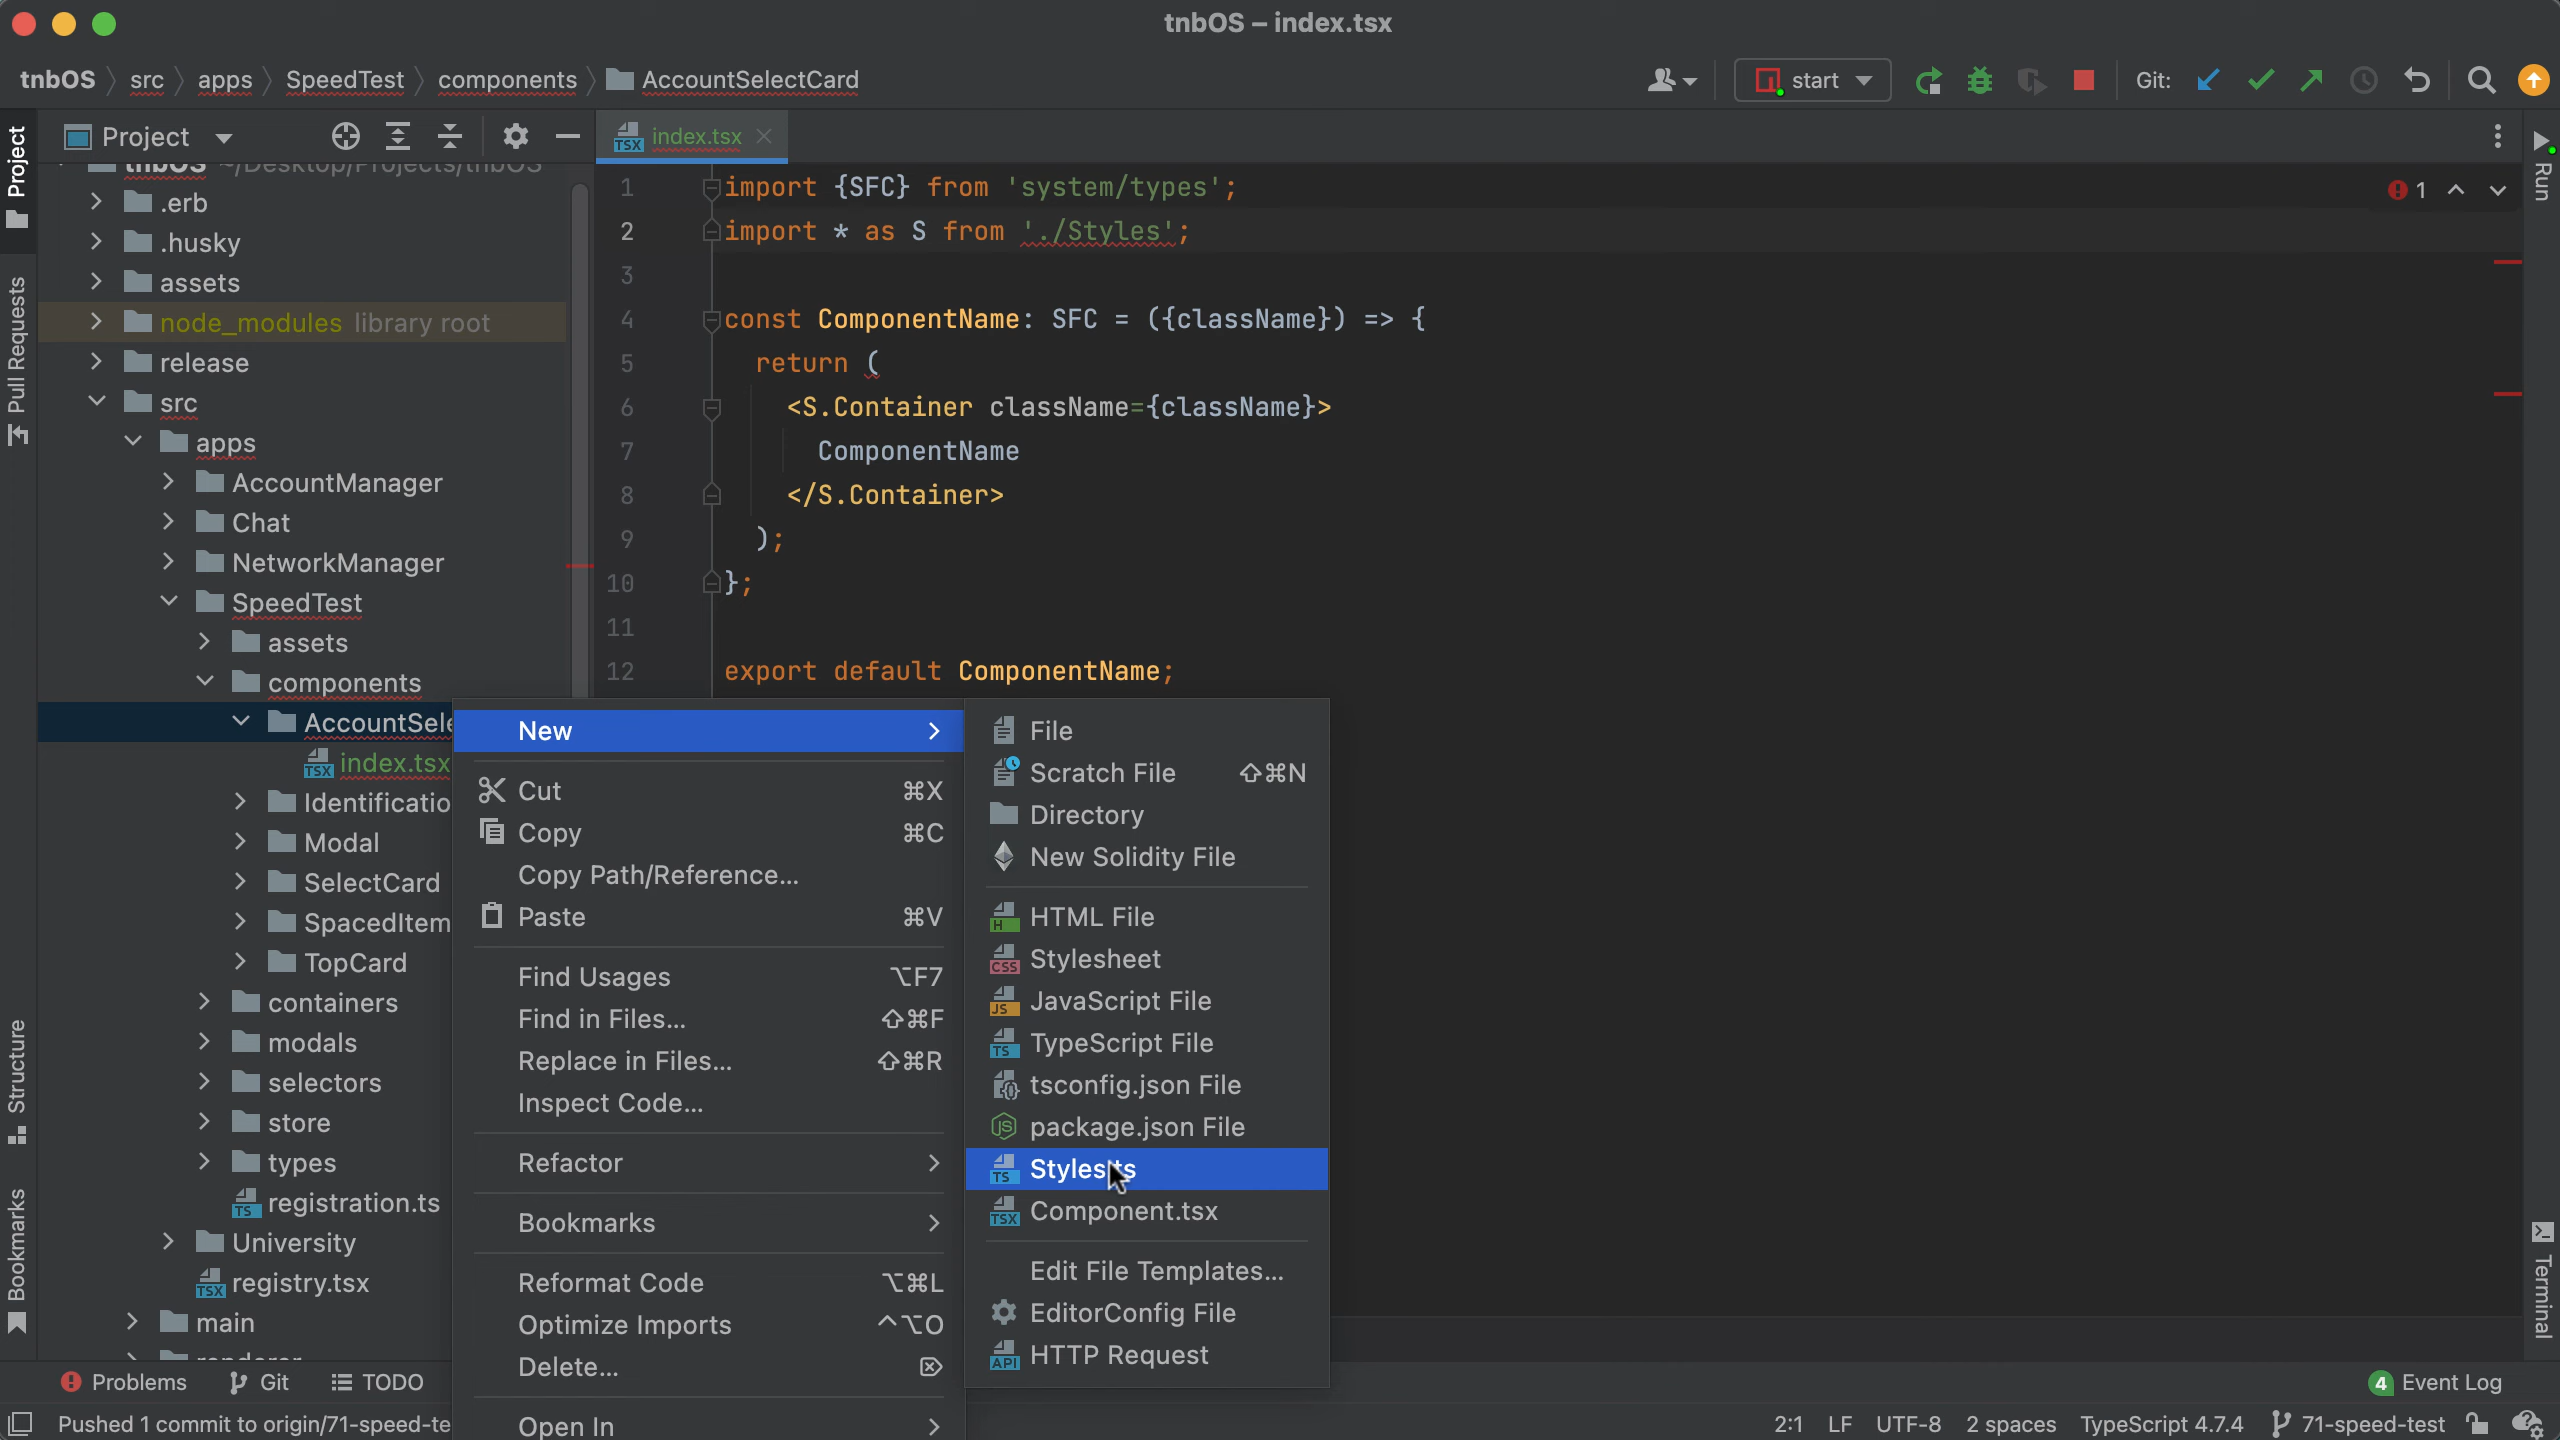 tnbOS – index.tsx
tnbOS src apps SpeedTest components AccountSelectCard
start
Git:
Project
index.tsx
Project
Pull Requests
Structure
Bookmarks
Run
Terminal
tnbOS ~/Desktop/Projects/tnbOS
.erb
.husky
assets
node_modules library root
release
src
apps
AccountManager
Chat
NetworkManager
SpeedTest
assets
components
AccountSele
index.tsx
Identificatio
Modal
SelectCard
SpacedItem
TopCard
containers
modals
selectors
store
types
registration.ts
University
registry.tsx
main
renderer
1 import {SFC} from 'system/types';
2 import * as S from './Styles';
3
4 const ComponentName: SFC = ({className}) => {
5 return (
6 <S.Container className={className}>
7 ComponentName
8 </S.Container>
9 );
10 };
11
12 export default ComponentName;
1
New
Cut ⌘X
Copy ⌘C
Copy Path/Reference...
Paste ⌘V
Find Usages ⌥F7
Find in Files... ⇧⌘F
Replace in Files... ⇧⌘R
Inspect Code...
Refactor
Bookmarks
Reformat Code ⌥⌘L
Optimize Imports ^⌥O
Delete... ⌦
Open In
File
Scratch File ⇧⌘N
Directory
New Solidity File
HTML File
Stylesheet
JavaScript File
TypeScript File
tsconfig.json File
package.json File
Styles.ts
Component.tsx
Edit File Templates...
EditorConfig File
HTTP Request
Problems Git TODO
4 Event Log
Pushed 1 commit to origin/71-speed-te
2:1 LF UTF-8 2 spaces TypeScript 4.7.4 71-speed-test